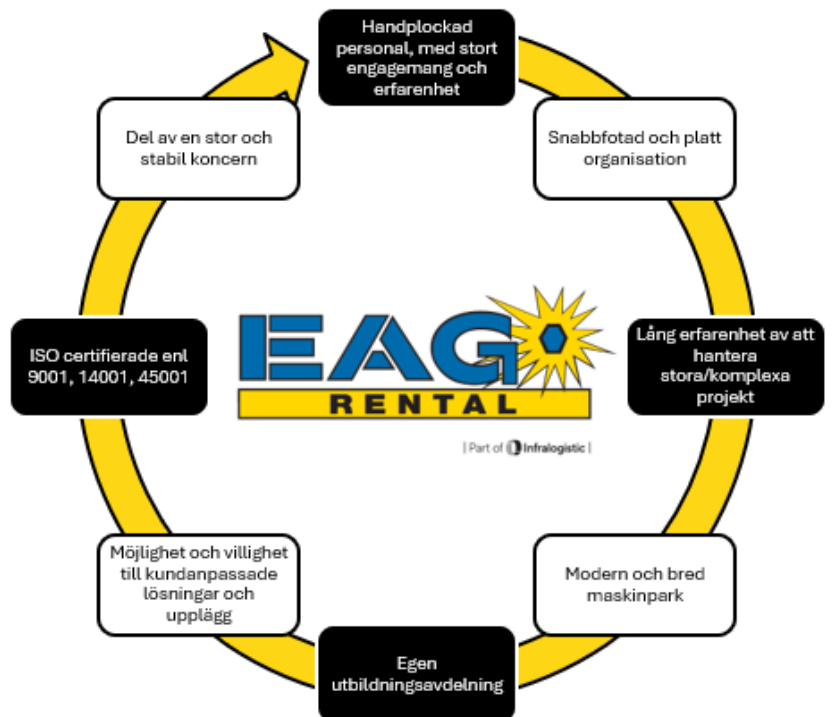 Handplockad
personal, med stort
engagemang och
erfarenhet
Snabbfotad och platt
organisation
Lång erfarenhet av att
hantera
stora/komplexa
projekt
Modern och bred
maskinpark
Egen
utbildningsavdelning
Möjlighet och villighet
till kundanpassade
lösningar och
upplägg
ISO certifierade enl
9001, 14001, 45001
Del av en stor och
stabil koncern
EAG
RENTAL
| Part of Infralogistic |